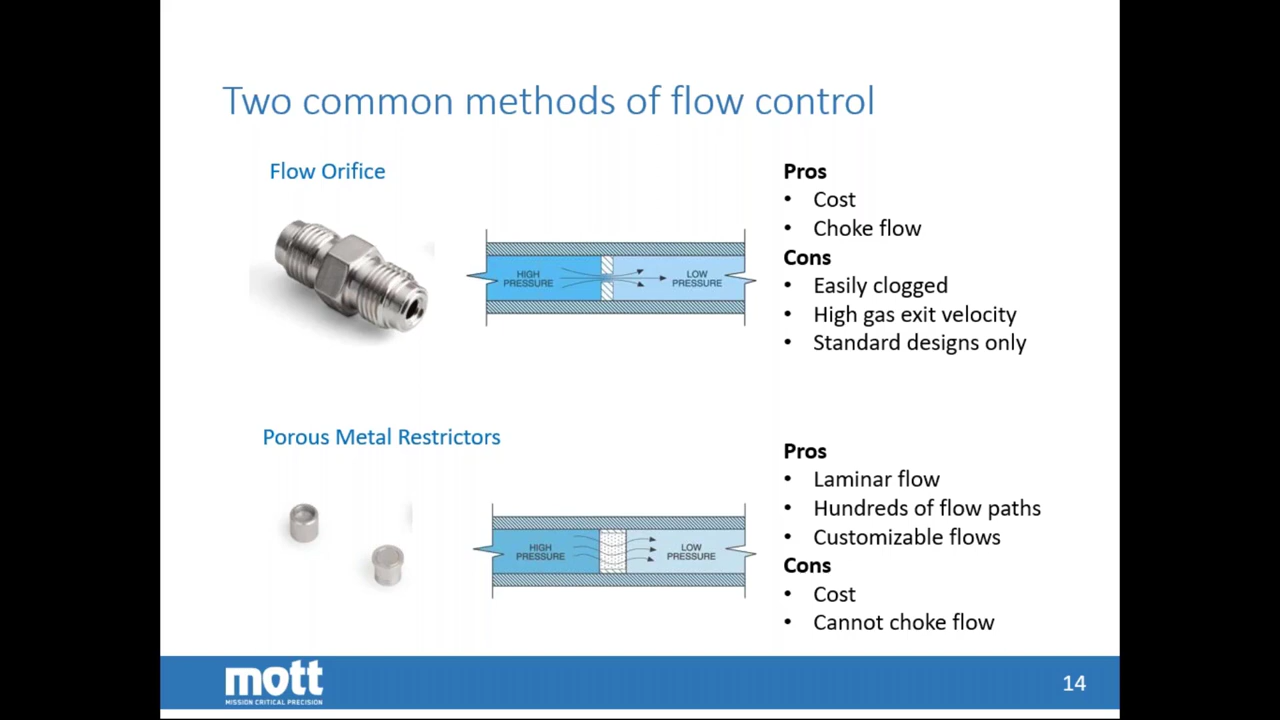 Two common methods of flow control
Flow Orifice
HIGH
PRESSURE
LOW
PRESSURE
Pros
• Cost
• Choke flow
Cons
• Easily clogged
• High gas exit velocity
• Standard designs only
Porous Metal Restrictors
HIGH
PRESSURE
LOW
PRESSURE
Pros
• Laminar flow
• Hundreds of flow paths
• Customizable flows
Cons
• Cost
• Cannot choke flow
mott
MISSION CRITICAL PRECISION
14